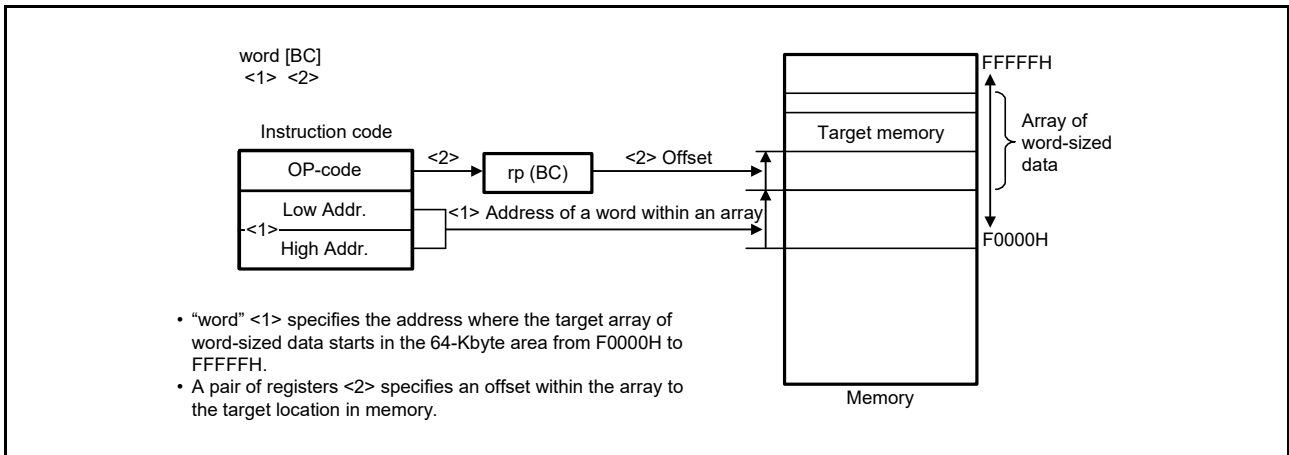 word [BC]
<1> <2>
Instruction code
OP-code
Low Addr.
<1>
High Addr.
<2>
rp (BC)
<2> Offset
<1> Address of a word within an array
Target memory
FFFFFH
Array of
word-sized
data
F0000H
Memory
• “word” <1> specifies the address where the target array of
word-sized data starts in the 64-Kbyte area from F0000H to
FFFFFH.
• A pair of registers <2> specifies an offset within the array to
the target location in memory.